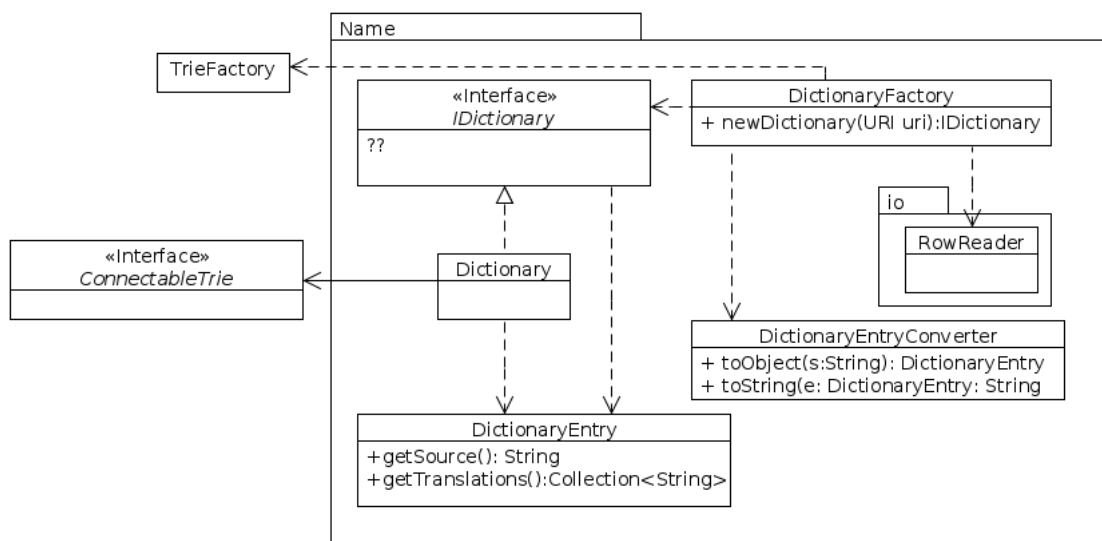 Name
TrieFactory
«Interface»
IDictionary
??
DictionaryFactory
+ newDictionary(URI uri):IDictionary
io
RowReader
«Interface»
ConnectableTrie
Dictionary
DictionaryEntryConverter
+ toObject(s:String): DictionaryEntry
+ toString(e: DictionaryEntry: String
DictionaryEntry
+getSource(): String
+getTranslations():Collection<String>